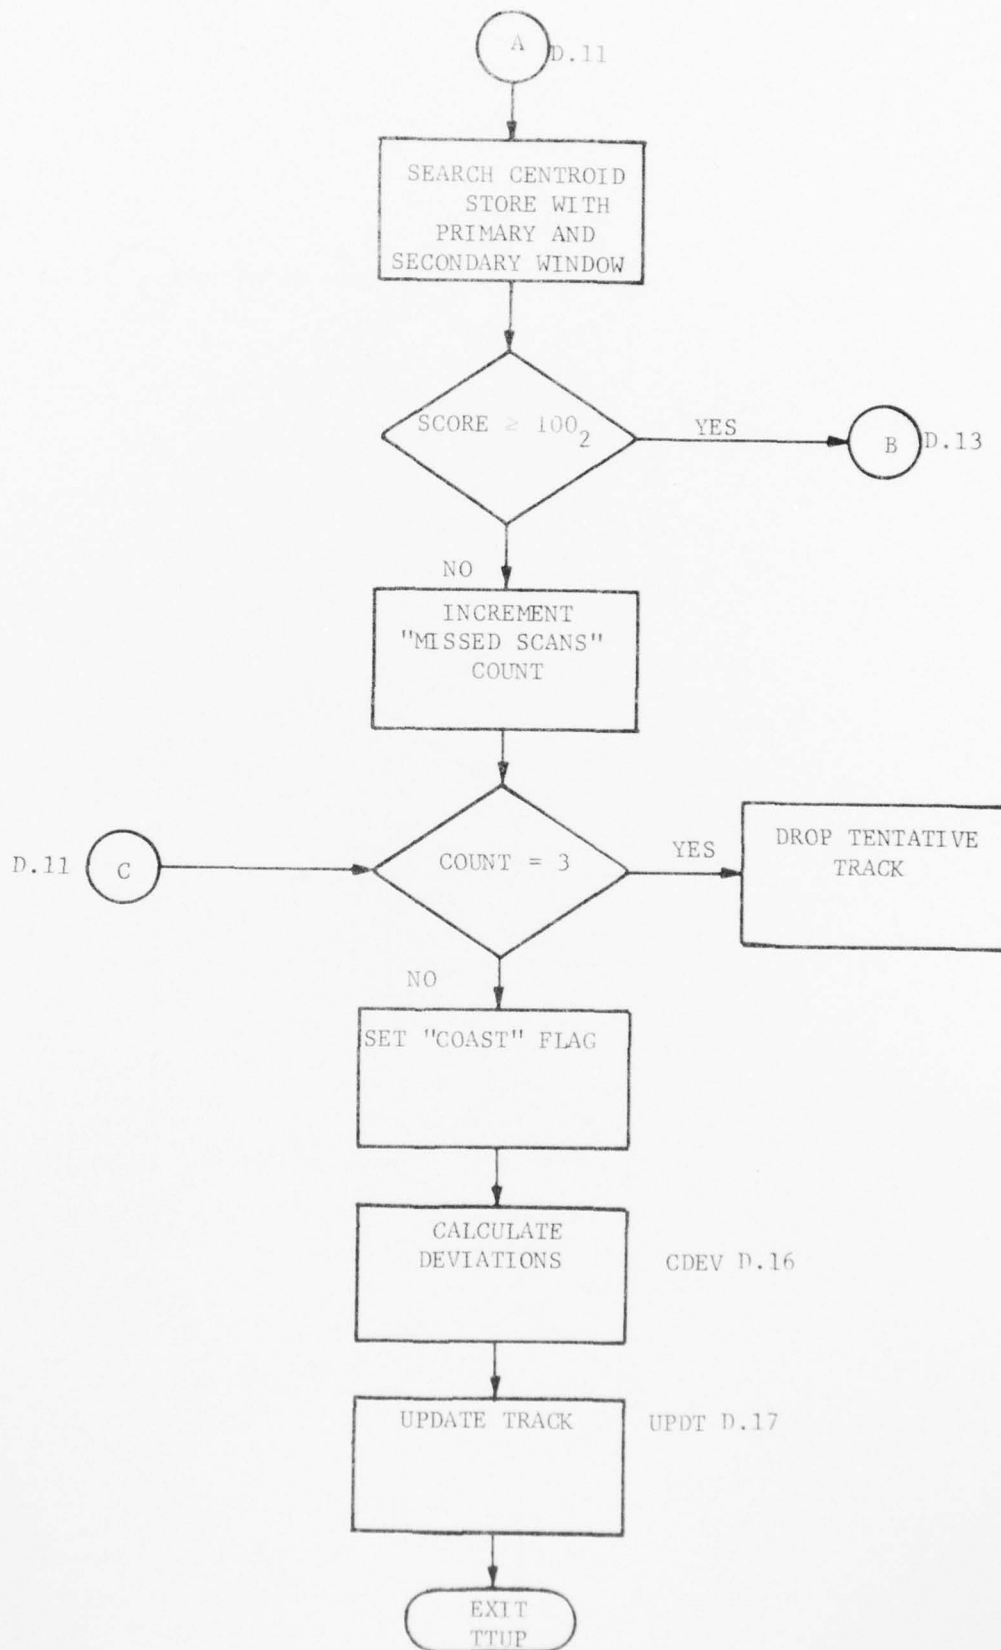 A D.11
SEARCH CENTROID
STORE WITH
PRIMARY AND
SECONDARY WINDOW
SCORE ≥ 100₂
YES
B D.13
NO
INCREMENT
"MISSED SCANS"
COUNT
D.11 C
COUNT = 3
YES
DROP TENTATIVE
TRACK
NO
SET "COAST" FLAG
CALCULATE
DEVIATIONS
CDEV D.16
UPDATE TRACK
UPDT D.17
EXIT
TTUP